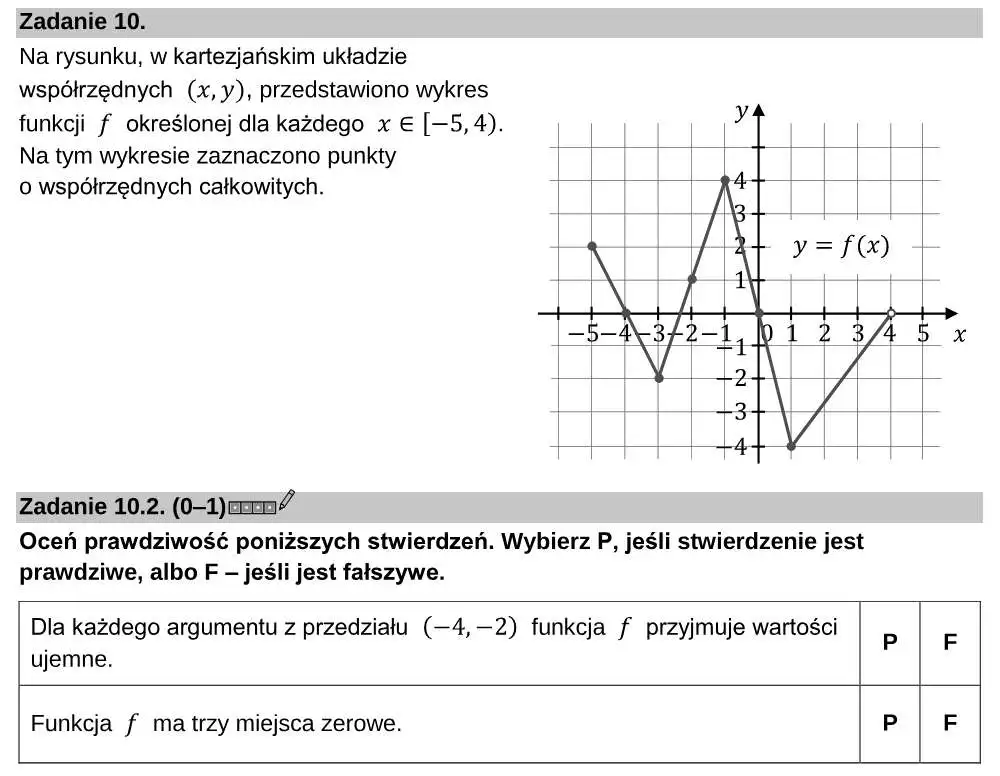 Zadanie 10.
Na rysunku, w kartezjańskim układzie
współrzędnych (x, y), przedstawiono wykres
funkcji f określonej dla każdego x ∈ [−5, 4).
Na tym wykresie zaznaczono punkty
o współrzędnych całkowitych.
y
4
3
2
1
y = f(x)
−5 −4 −3 −2 −1 0 1 2 3 4 5 x
−1
−2
−3
−4
Zadanie 10.2. (0–1)
Oceń prawdziwość poniższych stwierdzeń. Wybierz P, jeśli stwierdzenie jest
prawdziwe, albo F – jeśli jest fałszywe.
Dla każdego argumentu z przedziału (−4, −2) funkcja f przyjmuje wartości
ujemne.
P F
Funkcja f ma trzy miejsca zerowe.
P F